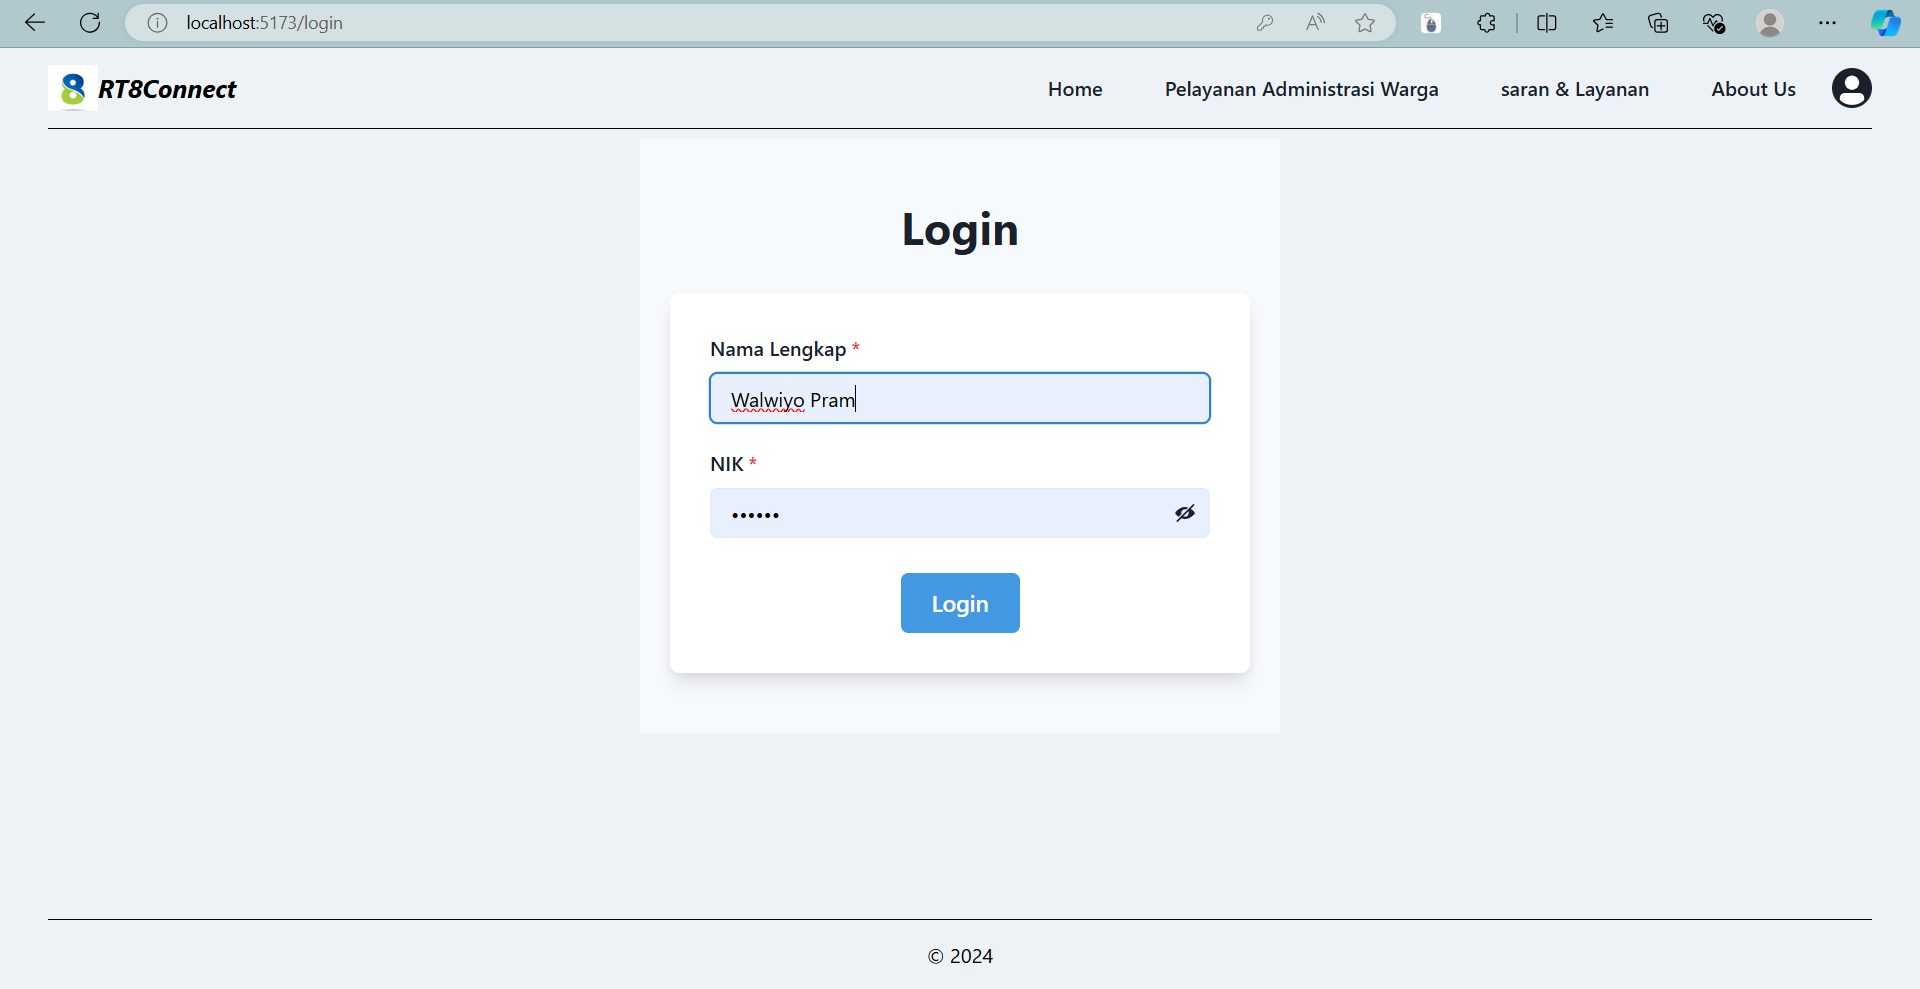 localhost:5173/login
RT8Connect
Home
Pelayanan Administrasi Warga
saran & Layanan
About Us
Login
Nama Lengkap *
Walwiyo Pram
NIK *
••••••
Login
© 2024